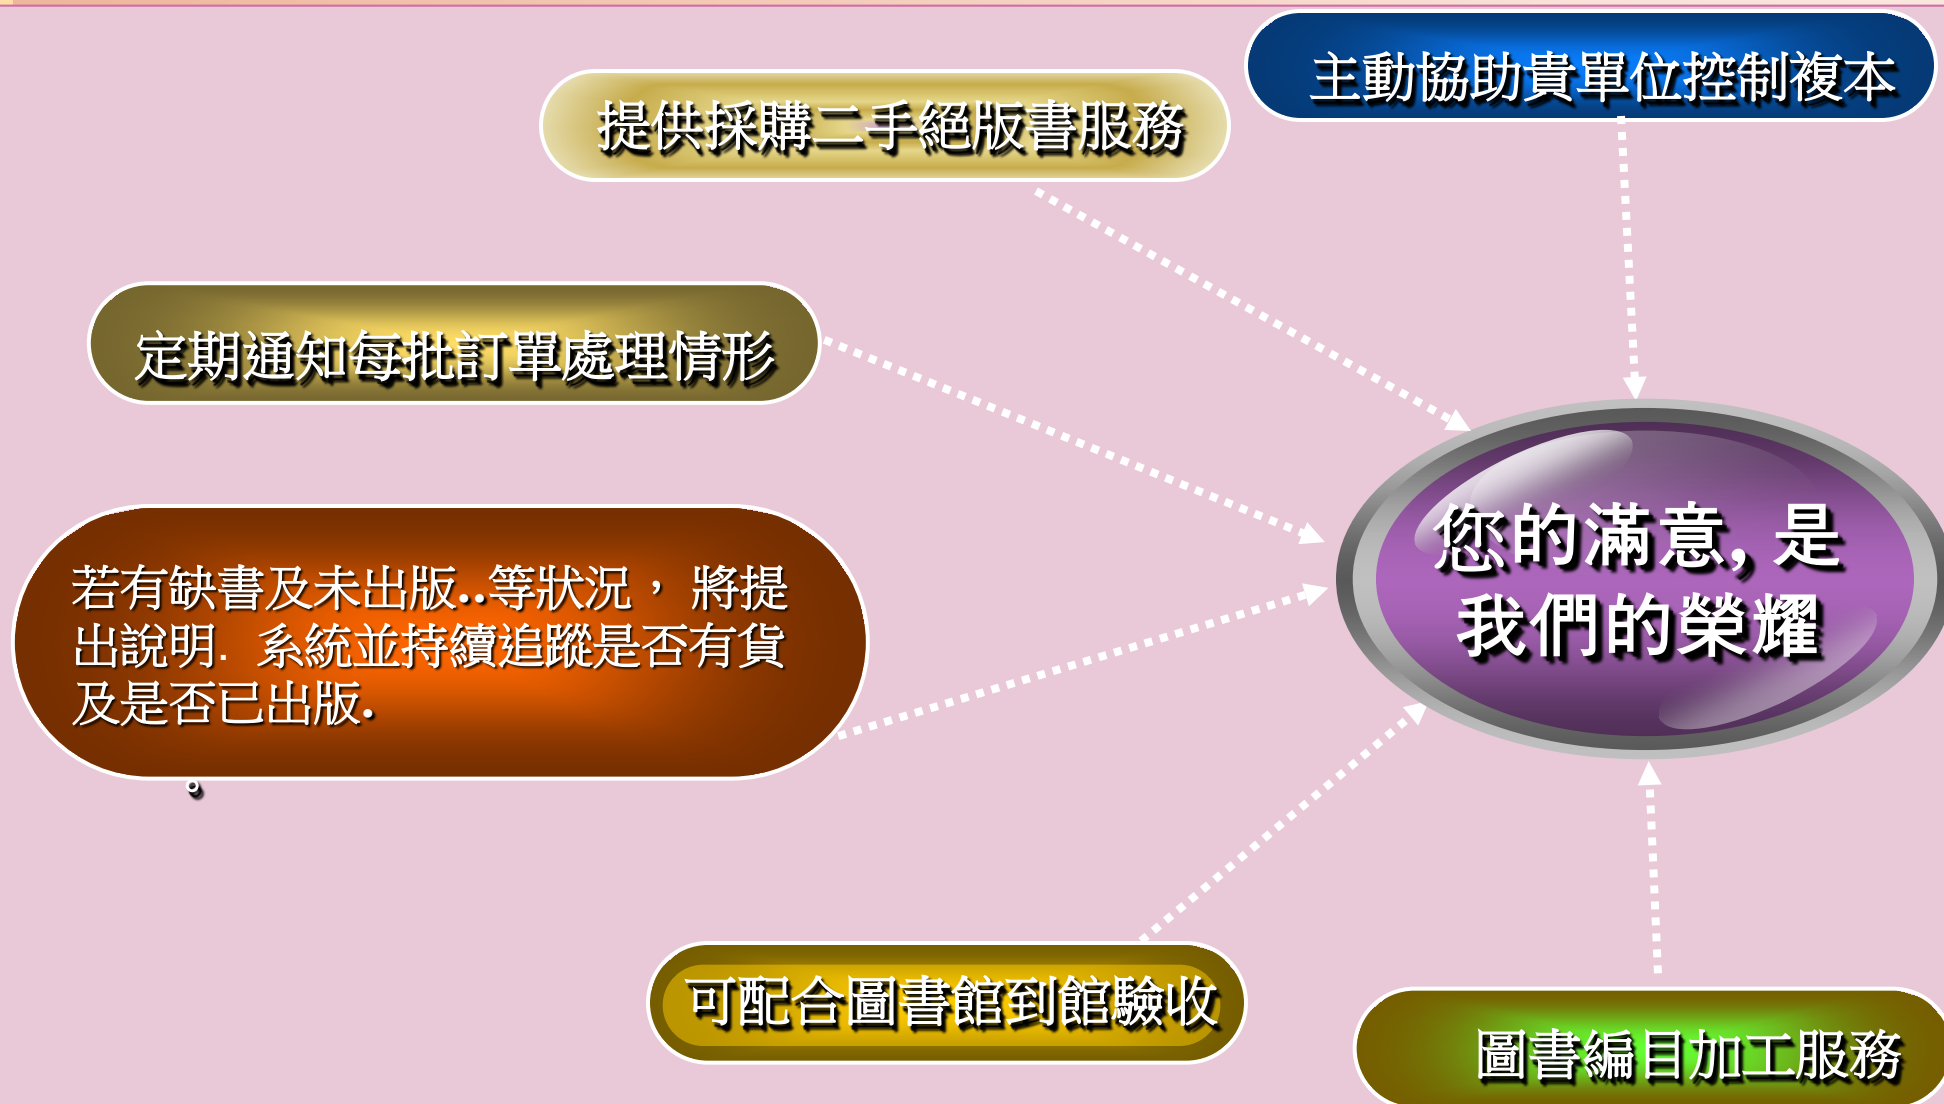 主動協助貴單位控制複本
提供採購二手絕版書服務
定期通知每批訂單處理情形
您的滿意, 是
我們的榮耀
若有缺書及未出版..等狀況， 將提
出說明. 系統並持續追蹤是否有貨
及是否已出版.
。
可配合圖書館到館驗收
圖書編目加工服務